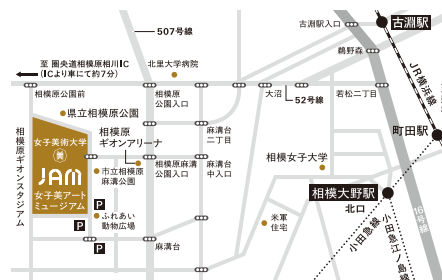 507号線
古淵駅入口
古淵駅
鵜野森
至 圏央道相模原相川IC
(ICより車にて約7分)
北里大学病院
JR横浜線
相模原公園前
相模原
公園入口
大沼
52号線
若松二丁目
県立相模原公園
相模原
ギオンアリーナ
麻溝台
二丁目
町田駅
女子美術大学
美
JAM
女子美アート
ミュージアム
相模原ギオンスタジアム
市立相模原
麻溝公園
相模原麻溝
公園入口
麻溝台
中入口
相模女子大学
相模大野駅
北口
16号線
P
ふれあい
動物広場
P
麻溝台
米軍
住宅
小田急線
小田急江ノ島線